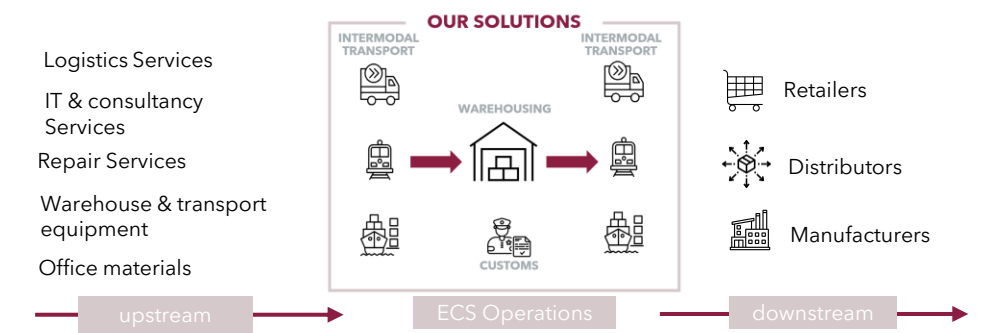 OUR SOLUTIONS
Logistics Services
IT & consultancy
Services
Repair Services
Warehouse & transport
equipment
Office materials
INTERMODAL
TRANSPORT
WAREHOUSING
CUSTOMS
INTERMODAL
TRANSPORT
Retailers
Distributors
Manufacturers
upstream
ECS Operations
downstream